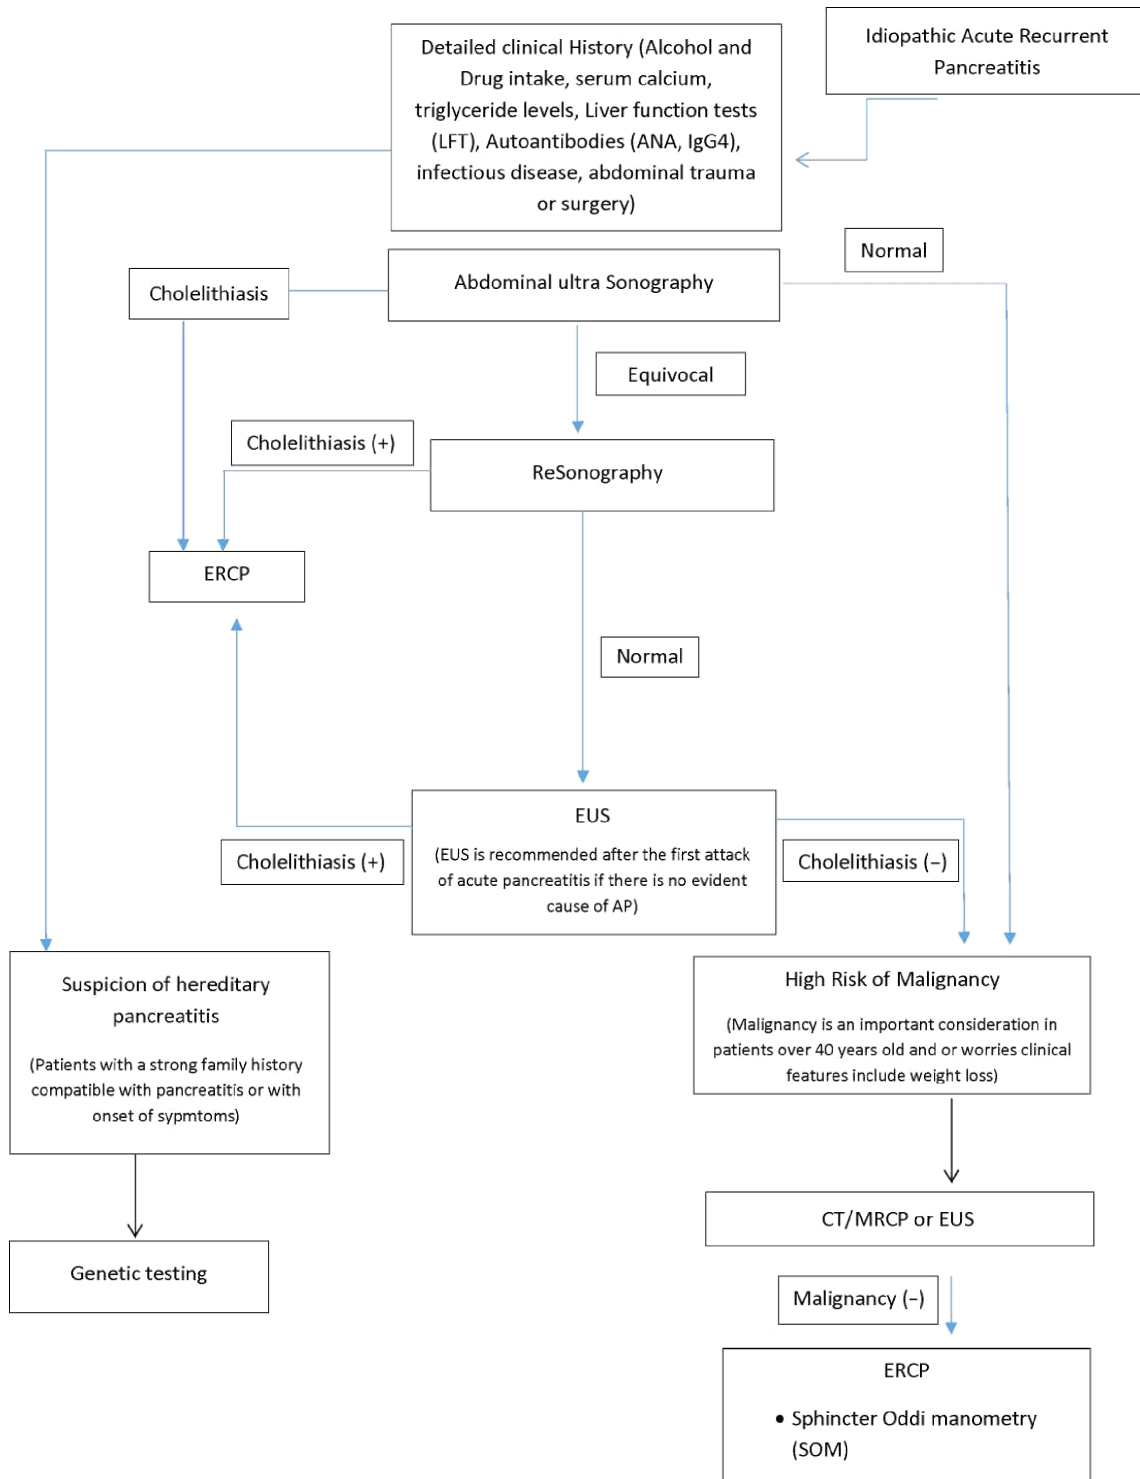 Idiopathic Acute Recurrent
Pancreatitis
Detailed clinical History (Alcohol and
Drug intake, serum calcium,
triglyceride levels, Liver function tests
(LFT), Autoantibodies (ANA, IgG4),
infectious disease, abdominal trauma
or surgery)
Normal
Abdominal ultra Sonography
Cholelithiasis
Equivocal
Cholelithiasis (+)
ReSonography
ERCP
Normal
EUS
(EUS is recommended after the first attack
of acute pancreatitis if there is no evident
cause of AP)
Cholelithiasis (+)
Cholelithiasis (–)
Suspicion of hereditary
pancreatitis
(Patients with a strong family history
compatible with pancreatitis or with
onset of sypmtoms)
High Risk of Malignancy
(Malignancy is an important consideration in
patients over 40 years old and or worries clinical
features include weight loss)
CT/MRCP or EUS
Genetic testing
Malignancy (–)
ERCP
• Sphincter Oddi manometry
(SOM)